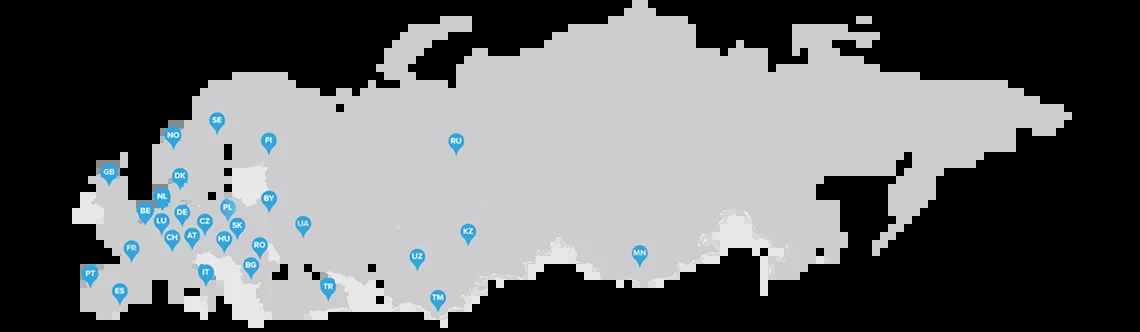 SE
NO
FI
RU
GB
DK
NL
BY
BE
DE
PL
LU
CZ
SK
UA
KZ
CH
AT
HU
RO
FR
UZ
MN
BG
IT
PT
TR
ES
TM